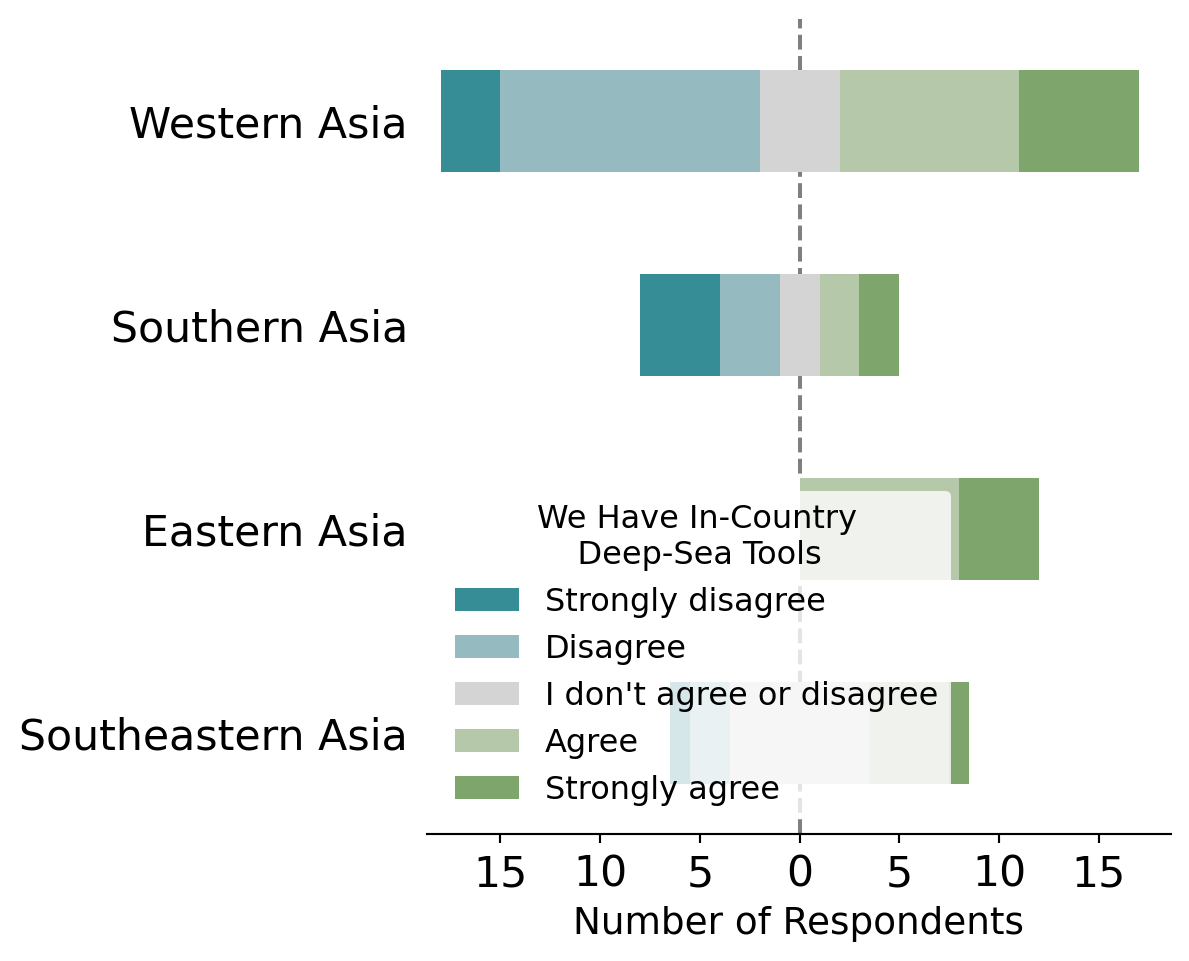 Western Asia
Southern Asia
Eastern Asia
Southeastern Asia
We Have In-Country
Deep-Sea Tools
Strongly disagree
Disagree
I don't agree or disagree
Agree
Strongly agree
15 10 5 0 5 10 15
Number of Respondents